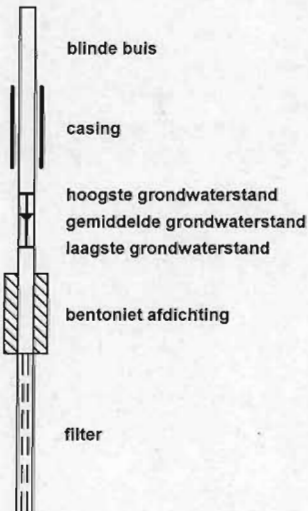 blinde buis
casing
hoogste grondwaterstand
gemiddelde grondwaterstand
laagste grondwaterstand
bentoniet afdichting
filter